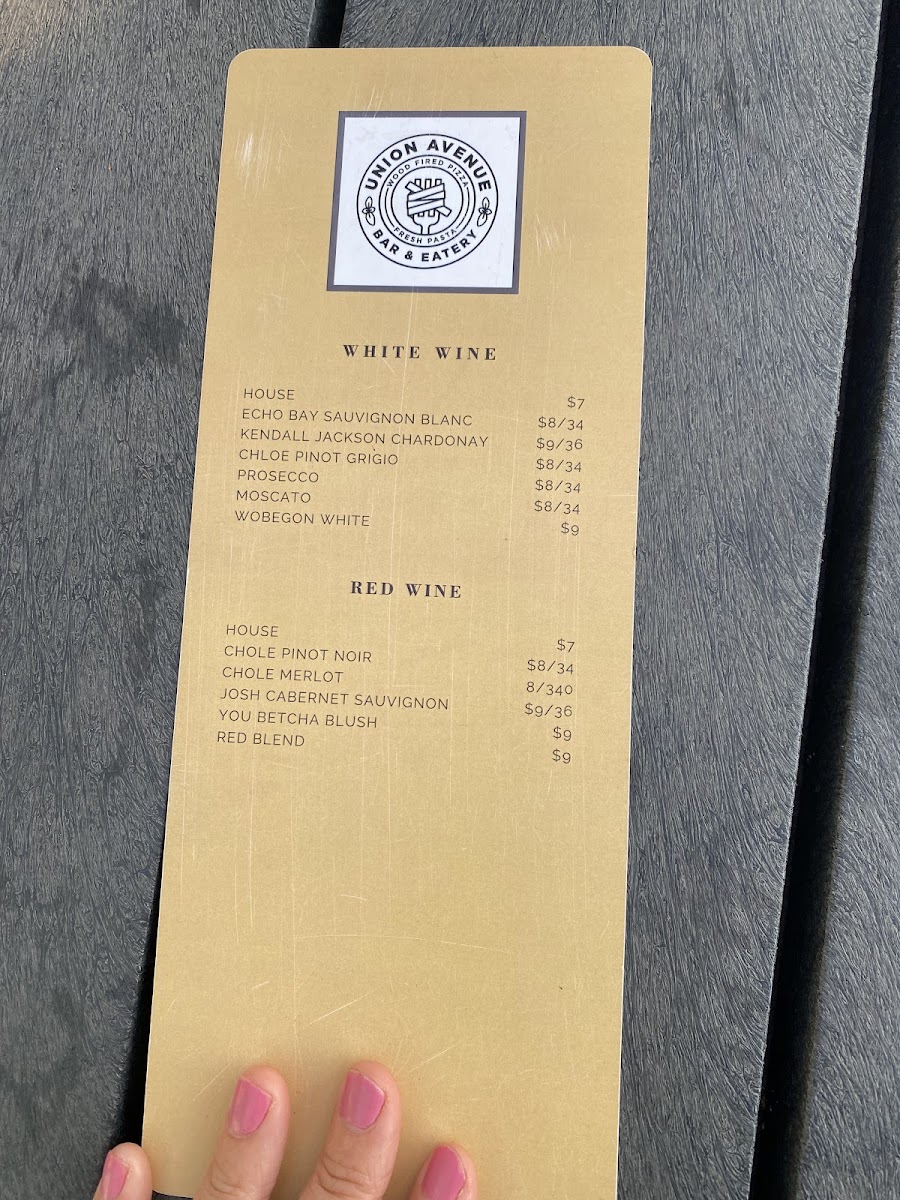 UNION AVENUE
WOOD FIRED PIZZA
FRESH PASTA
BAR & EATERY
WHITE WINE
HOUSE $7
ECHO BAY SAUVIGNON BLANC $8/34
KENDALL JACKSON CHARDONAY $9/36
CHLOE PINOT GRIGIO $8/34
PROSECCO $8/34
MOSCATO $8/34
WOBEGON WHITE $9
RED WINE
HOUSE $7
CHOLE PINOT NOIR $8/34
CHOLE MERLOT 8/340
JOSH CABERNET SAUVIGNON $9/36
YOU BETCHA BLUSH $9
RED BLEND $9